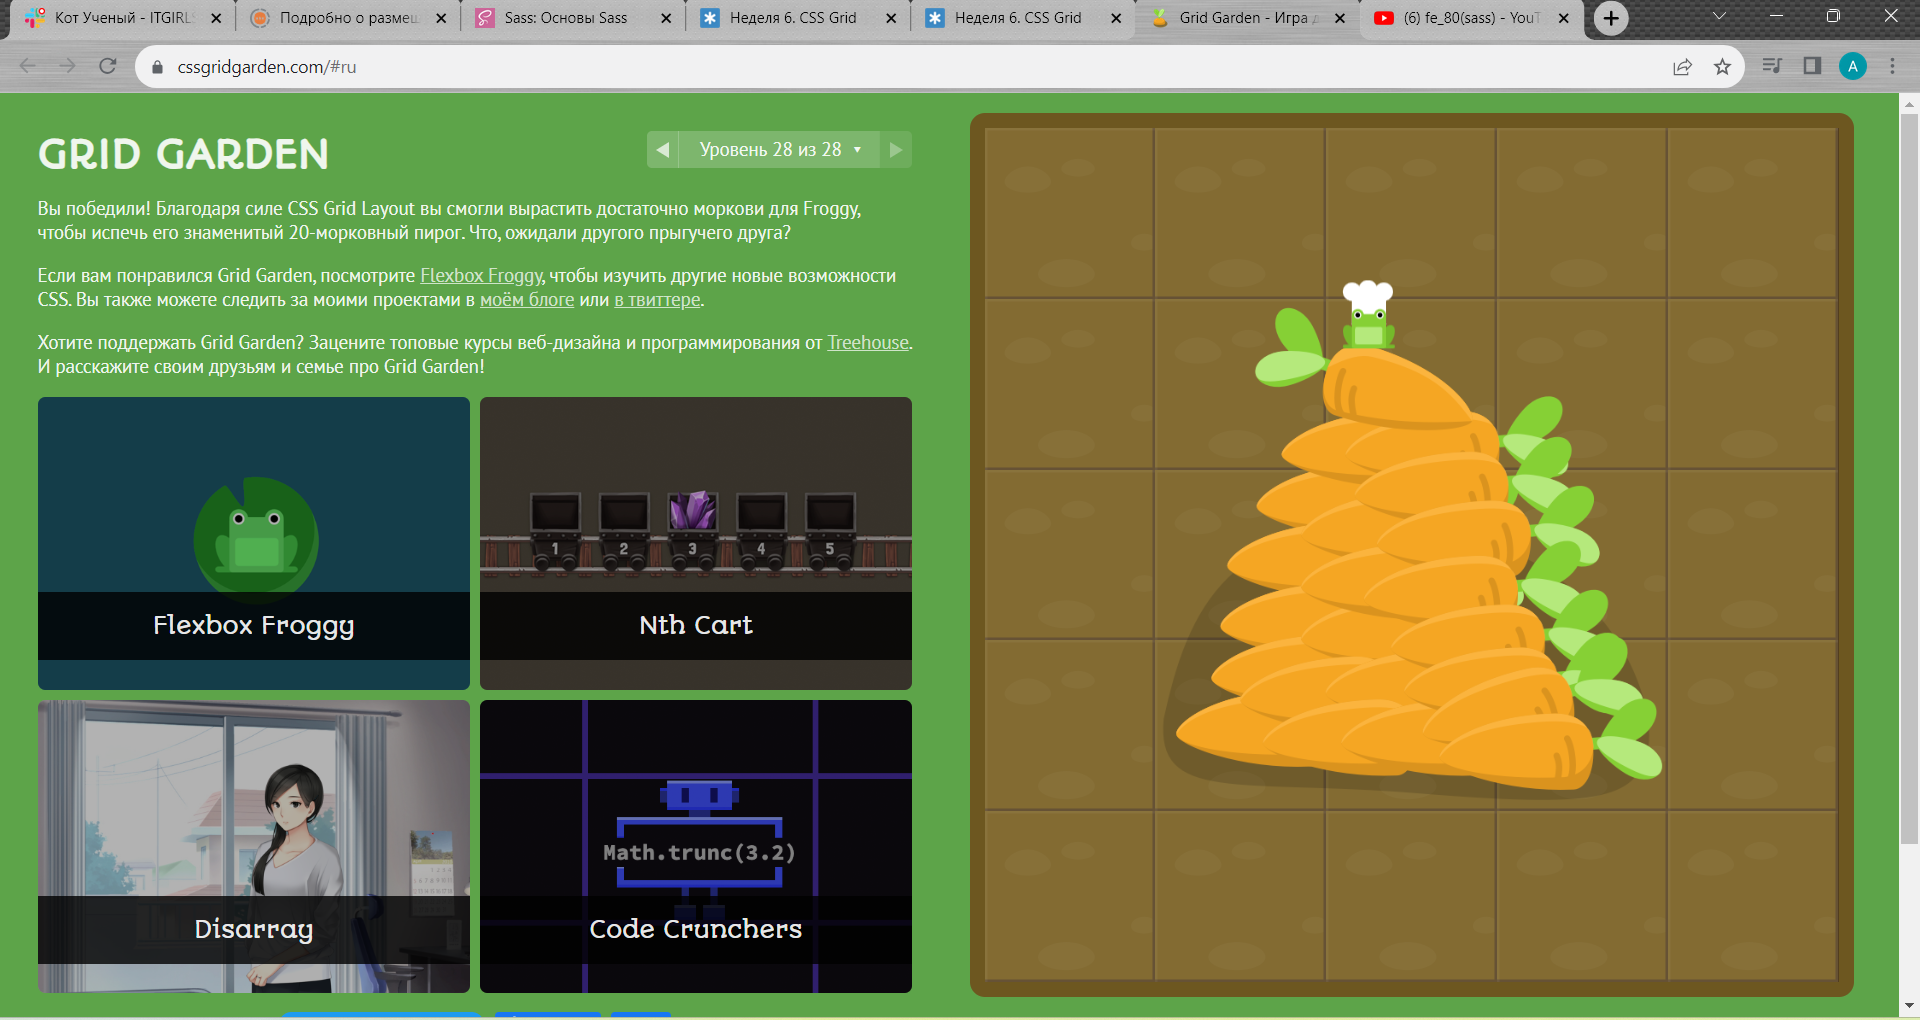 Кот Ученый - ITGIRL
Подробно о размещ
Sass: Основы Sass
Неделя 6. CSS Grid
Неделя 6. CSS Grid
Grid Garden - Игра
(6) fe_80(sass) - YouT
cssgridgarden.com/#ru
A
GRID GARDEN
Уровень 28 из 28
Вы победили! Благодаря силе CSS Grid Layout вы смогли вырастить достаточно моркови для Froggy,
чтобы испечь его знаменитый 20-морковный пирог. Что, ожидали другого прыгучего друга?
Если вам понравился Grid Garden, посмотрите Flexbox Froggy, чтобы изучить другие новые возможности
CSS. Вы также можете следить за моими проектами в моём блоге или в твиттере.
Хотите поддержать Grid Garden? Зацените топовые курсы веб-дизайна и программирования от Treehouse.
И расскажите своим друзьям и семье про Grid Garden!
Flexbox Froggy
1 2 3 4 5
Nth Cart
Disarray
Math.trunc(3.2)
Code Crunchers